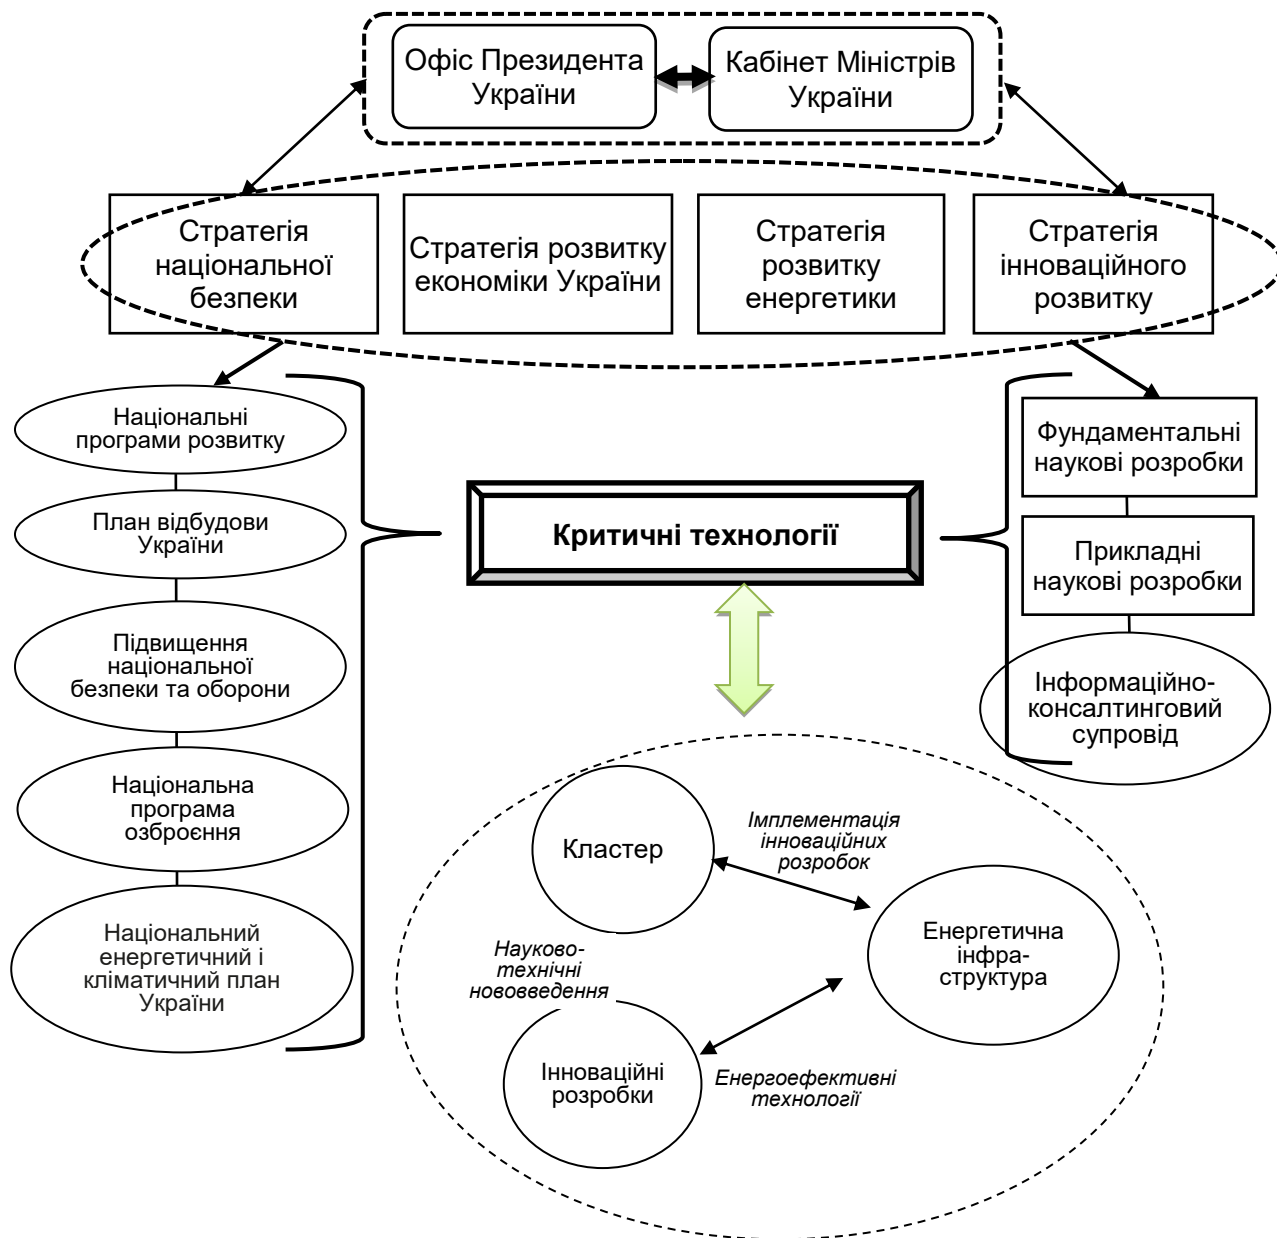 Офіс Президента
України
Кабінет Міністрів
України
Стратегія
національної
безпеки
Стратегія розвитку
економіки України
Стратегія
розвитку
енергетики
Стратегія
інноваційного
розвитку
Національні
програми розвитку
План відбудови
України
Підвищення
національної
безпеки та оборони
Національна
програма
озброєння
Національний
енергетичний і
кліматичний план
України
Критичні технології
Фундаментальні
наукові розробки
Прикладні
наукові розробки
Інформаційно-
консалтинговий
супровід
Кластер
Імплементація
інноваційних
розробок
Енергетична
інфра-
структура
Науково-
технічні
нововведення
Інноваційні
розробки
Енергоефективні
технології